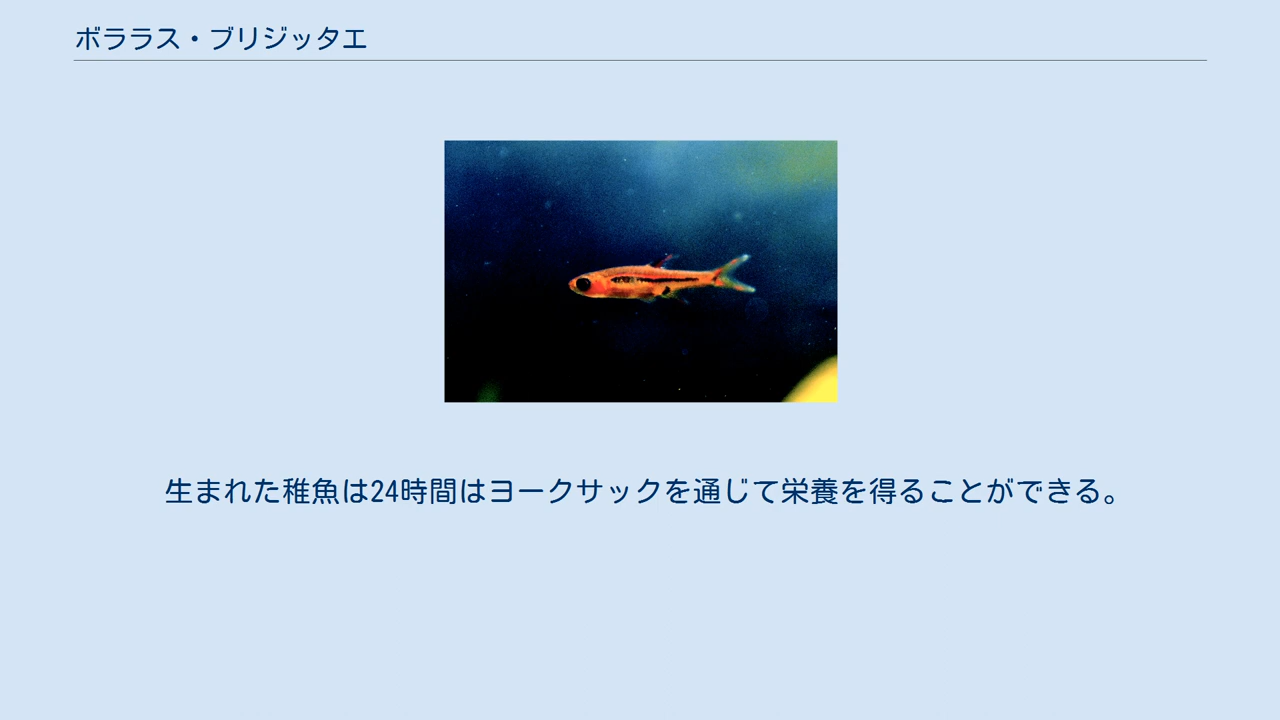 ボララス・ブリジッタエ
生まれた稚魚は24時間はヨークサックを通じて栄養を得ることができる。